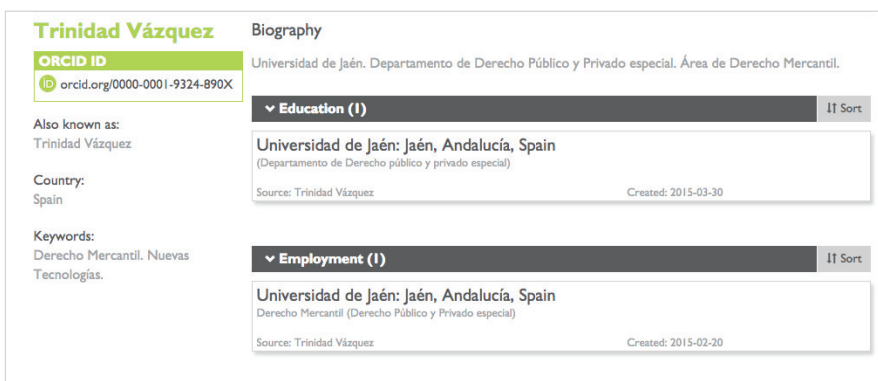 Trinidad Vázquez
ORCID ID
iD orcid.org/0000-0001-9324-890X
Also known as:
Trinidad Vázquez
Country:
Spain
Keywords:
Derecho Mercantil. Nuevas
Tecnologías.
Biography
Universidad de Jaén. Departamento de Derecho Público y Privado especial. Área de Derecho Mercantil.
Education (1)
Sort
Universidad de Jaén: Jaén, Andalucía, Spain
(Departamento de Derecho público y privado especial)
Source: Trinidad Vázquez Created: 2015-03-30
Employment (1)
Sort
Universidad de Jaén: Jaén, Andalucía, Spain
Derecho Mercantil (Derecho Público y Privado especial)
Source: Trinidad Vázquez Created: 2015-02-20